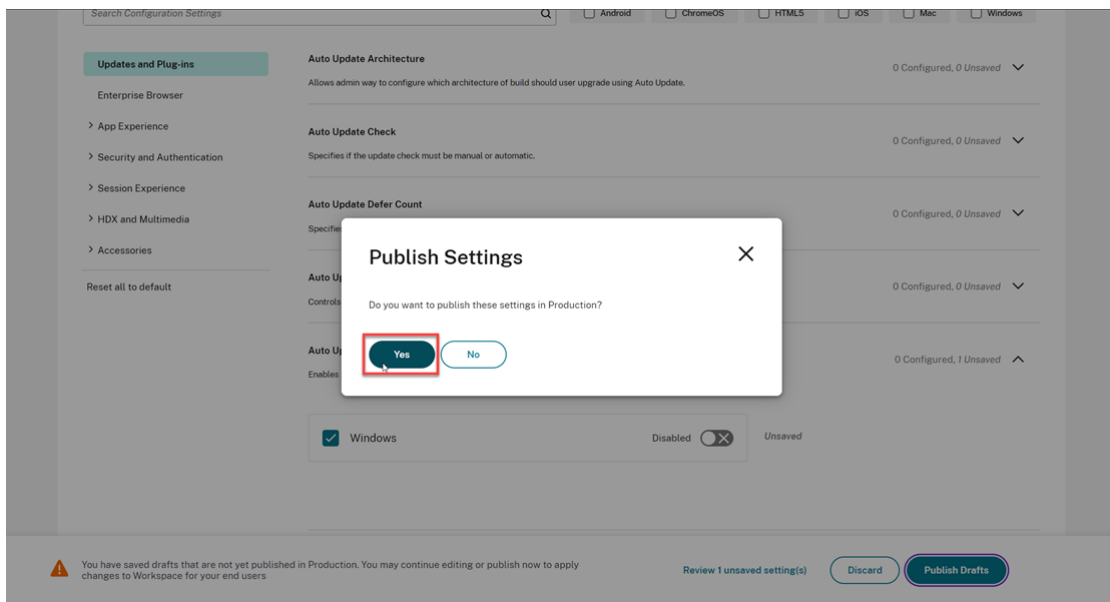 Search Configuration Settings
Android
ChromeOS
HTML5
iOS
Mac
Windows
Updates and Plug-ins
Enterprise Browser
App Experience
Security and Authentication
Session Experience
HDX and Multimedia
Accessories
Reset all to default
Auto Update Architecture
Allows admin way to configure which architecture of build should user upgrade using Auto Update.
0 Configured, 0 Unsaved
Auto Update Check
Specifies if the update check must be manual or automatic.
0 Configured, 0 Unsaved
Auto Update Defer Count
0 Configured, 0 Unsaved
Auto
Controls
0 Configured, 0 Unsaved
Auto
Enables
0 Configured, 1 Unsaved
Publish Settings
Do you want to publish these settings in Production?
Yes
No
Windows
Disabled
Unsaved
You have saved drafts that are not yet published in Production. You may continue editing or publish now to apply
changes to Workspace for your end users
Review 1 unsaved setting(s)
Discard
Publish Drafts